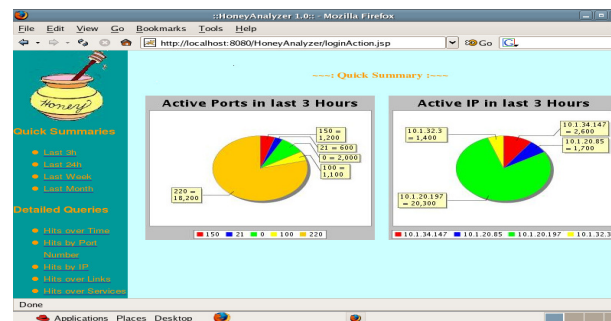 ::HoneyAnalyzer 1.0:: - Mozilla Firefox
File Edit View Go Bookmarks Tools Help
http://localhost:8080/HoneyAnalyzer/loginAction.jsp
Go
Honey
Quick Summaries
Last 3h
Last 24h
Last Week
Last Month
Detailed Queries
Hits over Time
Hits by Port
Number
Hits by IP
Hits over Links
Hits over Services
~~~: Quick Summary :~~~
Active Ports in last 3 Hours
150 =
1,200
21 = 600
0 = 2,000
100 =
1,100
220 =
18,200
150 21 0 100 220
Active IP in last 3 Hours
10.1.32.3
= 1,400
10.1.34.147
= 2,600
10.1.20.85
= 1,700
10.1.20.197
= 20,300
10.1.34.147 10.1.20.85 10.1.20.197 10.1.32.3
Done
Applications Places Desktop